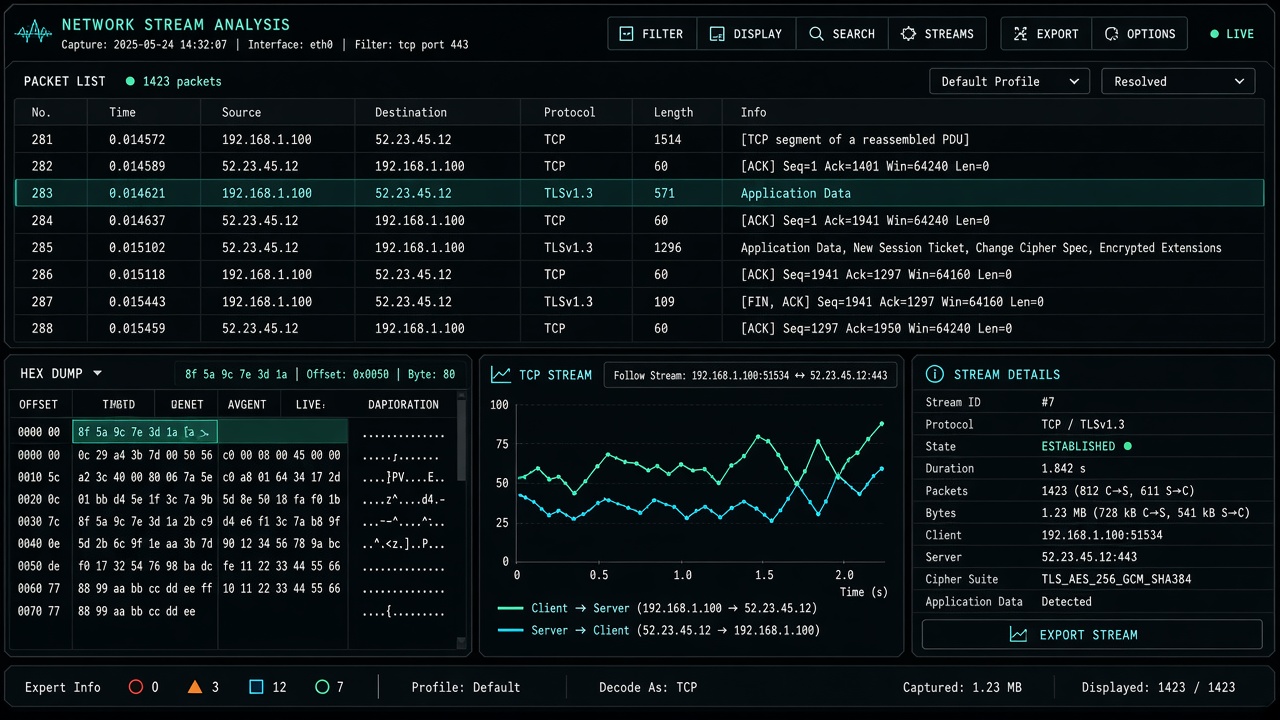 NETWORK STREAM ANALYSIS
Capture: 2025-05-24 14:32:07 | Interface: eth0 | Filter: tcp port 443
FILTER DISPLAY SEARCH STREAMS EXPORT OPTIONS LIVE
PACKET LIST 1423 packets
Default Profile Resolved
No. Time Source Destination Protocol Length Info
281 0.014572 192.168.1.100 52.23.45.12 TCP 1514 [TCP segment of a reassembled PDU]
282 0.014589 52.23.45.12 192.168.1.100 TCP 60 [ACK] Seq=1 Ack=1401 Win=64240 Len=0
283 0.014621 192.168.1.100 52.23.45.12 TLSv1.3 571 Application Data
284 0.014637 52.23.45.12 192.168.1.100 TCP 60 [ACK] Seq=1 Ack=1941 Win=64240 Len=0
285 0.015102 52.23.45.12 192.168.1.100 TLSv1.3 1296 Application Data, New Session Ticket, Change Cipher Spec, Encrypted Extensions
286 0.015118 192.168.1.100 52.23.45.12 TCP 60 [ACK] Seq=1941 Ack=1297 Win=64160 Len=0
287 0.015443 192.168.1.100 52.23.45.12 TLSv1.3 109 [FIN, ACK] Seq=1941 Ack=1297 Win=64160 Len=0
288 0.015459 52.23.45.12 192.168.1.100 TCP 60 [ACK] Seq=1297 Ack=1950 Win=64240 Len=0
HEX DUMP 8f 5a 9c 7e 3d 1a | Offset: 0x0050 | Byte: 80
OFFSET AVGENT LIVE: DAPIORATION
0000 00 8f 5a 9c 7e 3d 1a [a ..............
0000 00 0c 29 a4 3b 7d 00 50 56 c0 00 08 00 45 00 00
0010 5c a2 3c 40 00 80 06 7a 5e c0 a8 01 64 34 17 2d ....}PV....E..
0020 0c 01 bb d4 5e 1f 3c 7a 9b 5d 8e 50 18 fa f0 1b ....z^....d4.-
0030 7c 8f 5a 9c 7e 3d 1a 2b c9 d4 e6 f1 3c 7a b8 9f ...-~^....^:..
0040 0e 5d 2b 6c 9f 1e aa 3b 7d 90 12 34 56 78 9a bc ..^.<z.]..P...
0050 de f0 17 32 54 76 98 ba dc fe 11 22 33 44 55 66 ..............
0060 77 88 99 aa bb cc dd ee ff 10 11 22 33 44 55 66 ..............
0070 77 88 99 aa bb cc dd ee ....{.........
TCP STREAM Follow Stream: 192.168.1.100:51534 ↔ 52.23.45.12:443
100
75
50
25
0
0 0.5 1.0 1.5 2.0
Time (s)
Client → Server (192.168.1.100 → 52.23.45.12)
Server → Client (52.23.45.12 → 192.168.1.100)
STREAM DETAILS
Stream ID #7
Protocol TCP / TLSv1.3
State ESTABLISHED
Duration 1.842 s
Packets 1423 (812 C→S, 611 S→C)
Bytes 1.23 MB (728 kB C→S, 541 kB S→C)
Client 192.168.1.100:51534
Server 52.23.45.12:443
Cipher Suite TLS_AES_256_GCM_SHA384
Application Data Detected
EXPORT STREAM
Expert Info 0 3 12 7 Profile: Default Decode As: TCP Captured: 1.23 MB Displayed: 1423 / 1423